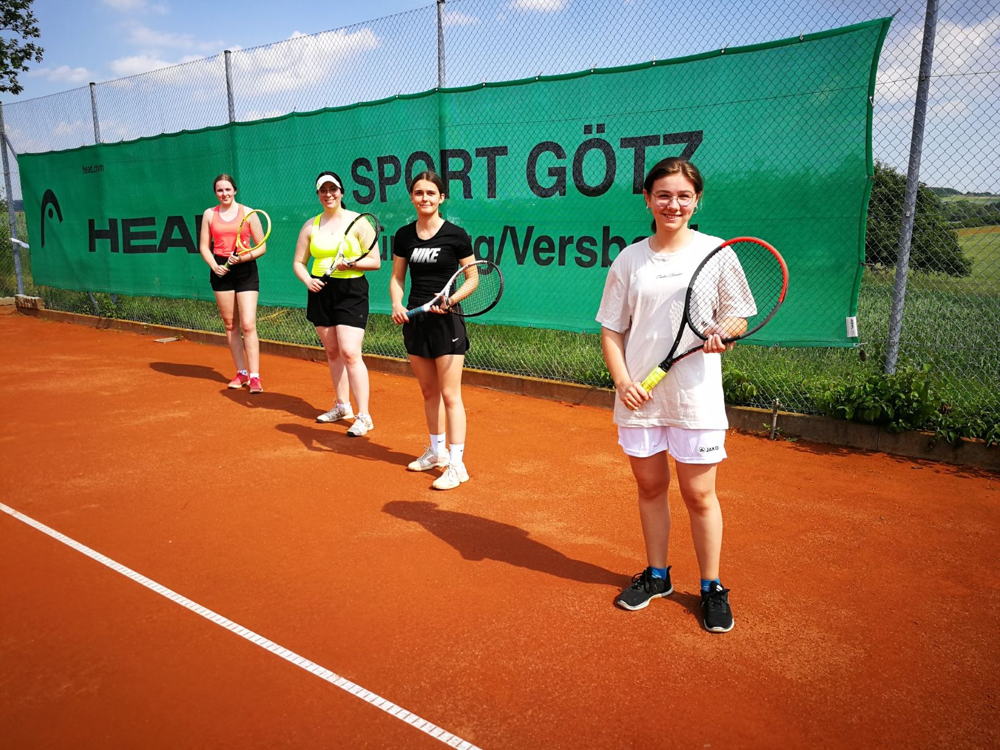 head.com
HEAD
SPORT GÖTZ
/Versbach
NIKE
JAKO